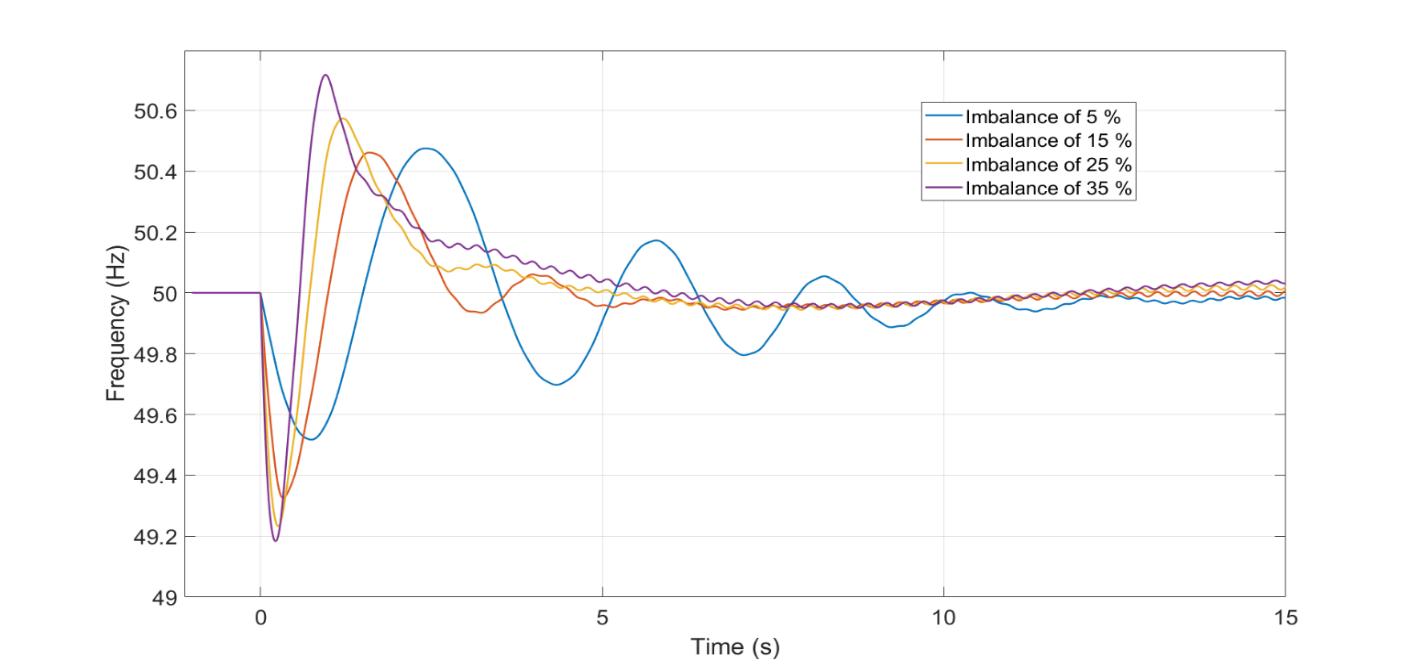 Frequency (Hz)
50.6
50.4
50.2
50
49.8
49.6
49.4
49.2
49
Imbalance of 5 %
Imbalance of 15 %
Imbalance of 25 %
Imbalance of 35 %
0
5
10
15
Time (s)